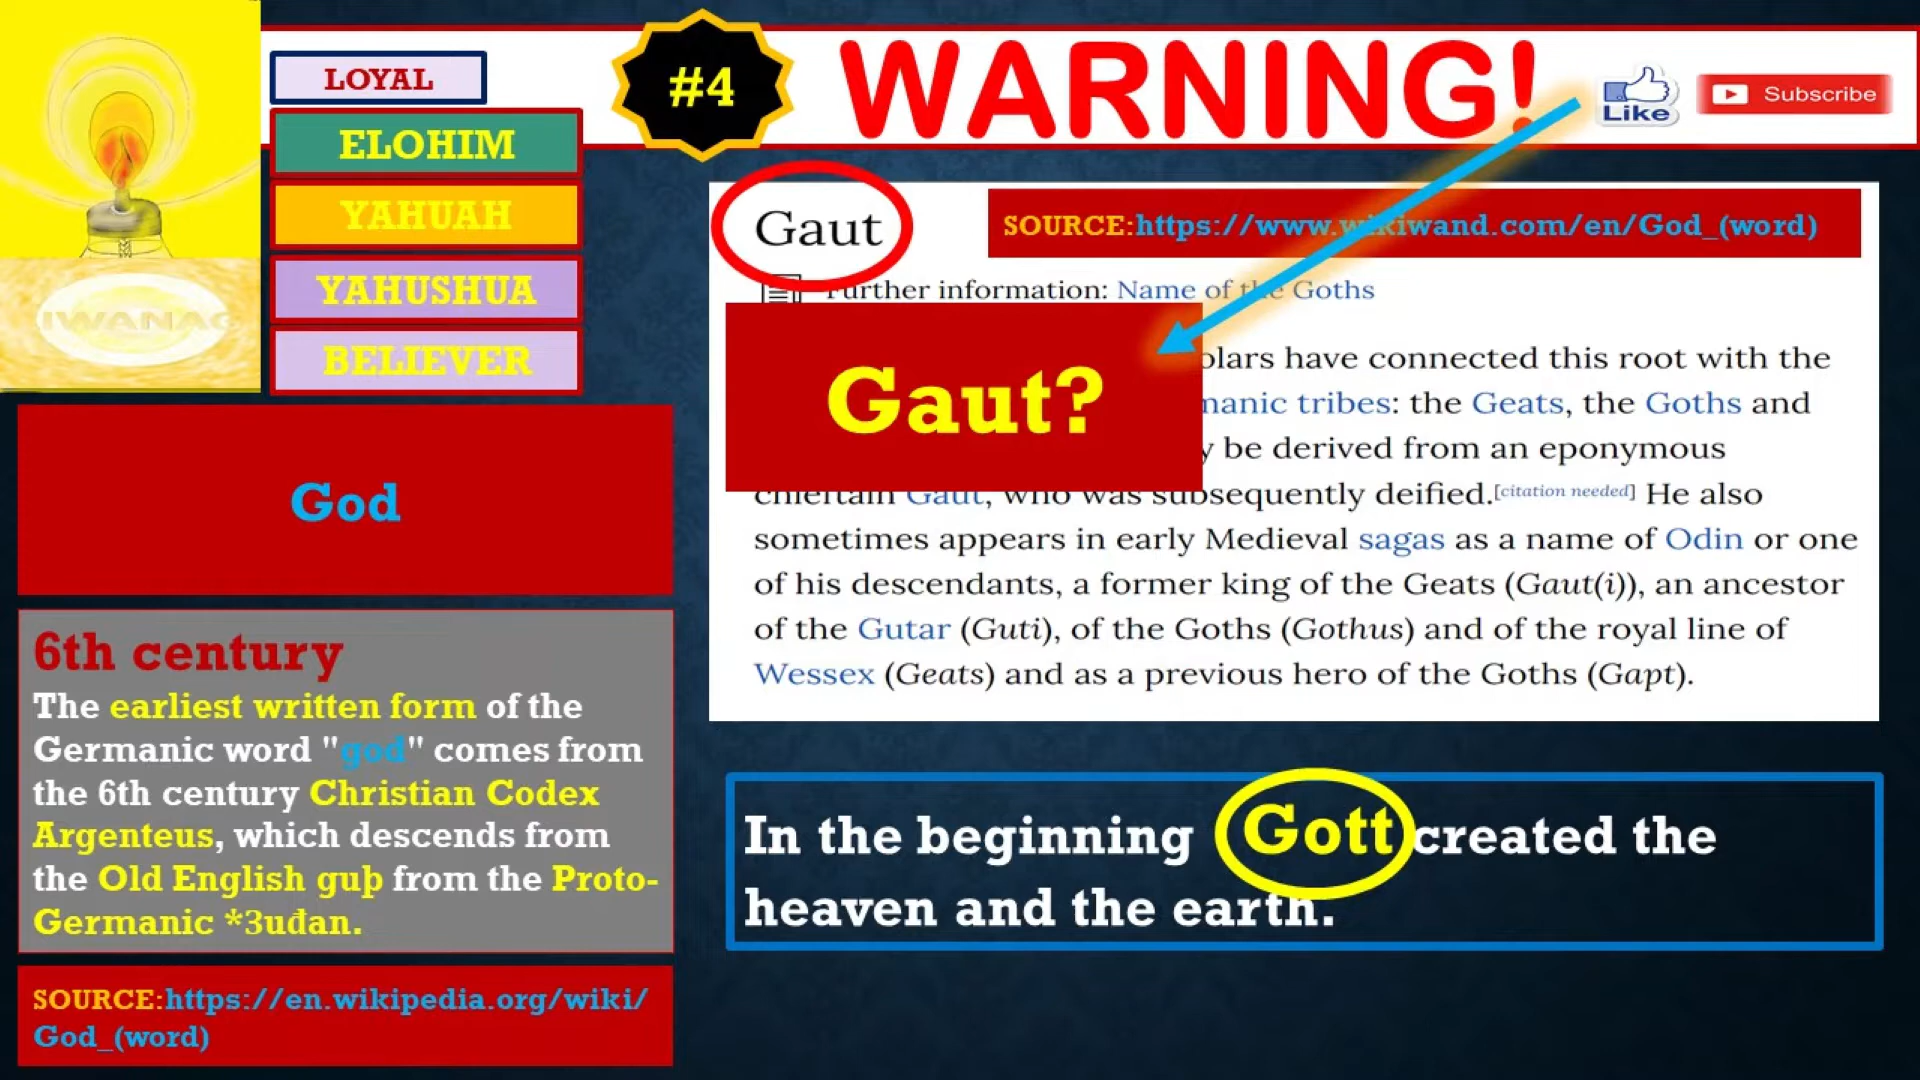 LOYAL
ELOHIM
YAHUAH
YAHUSHUA
BELIEVER
IWANAG
#4
WARNING!
Like
Subscribe
God
6th century
The earliest written form of the
Germanic word "god" comes from
the 6th century Christian Codex
Argenteus, which descends from
the Old English guþ from the Proto-
Germanic *3uđan.
SOURCE:https://en.wikipedia.org/wiki/
God_(word)
Gaut
SOURCE:https://www.wikiwand.com/en/God_(word)
Further information: Name of the Goths
Gaut?
have connected this root with the
tribes: the Geats, the Goths and
be derived from an eponymous
chieftain Gaut, who was subsequently deified.[citation needed] He also
sometimes appears in early Medieval sagas as a name of Odin or one
of his descendants, a former king of the Geats (Gaut(i)), an ancestor
of the Gutar (Guti), of the Goths (Gothus) and of the royal line of
Wessex (Geats) and as a previous hero of the Goths (Gapt).
In the beginning Gott created the
heaven and the earth.